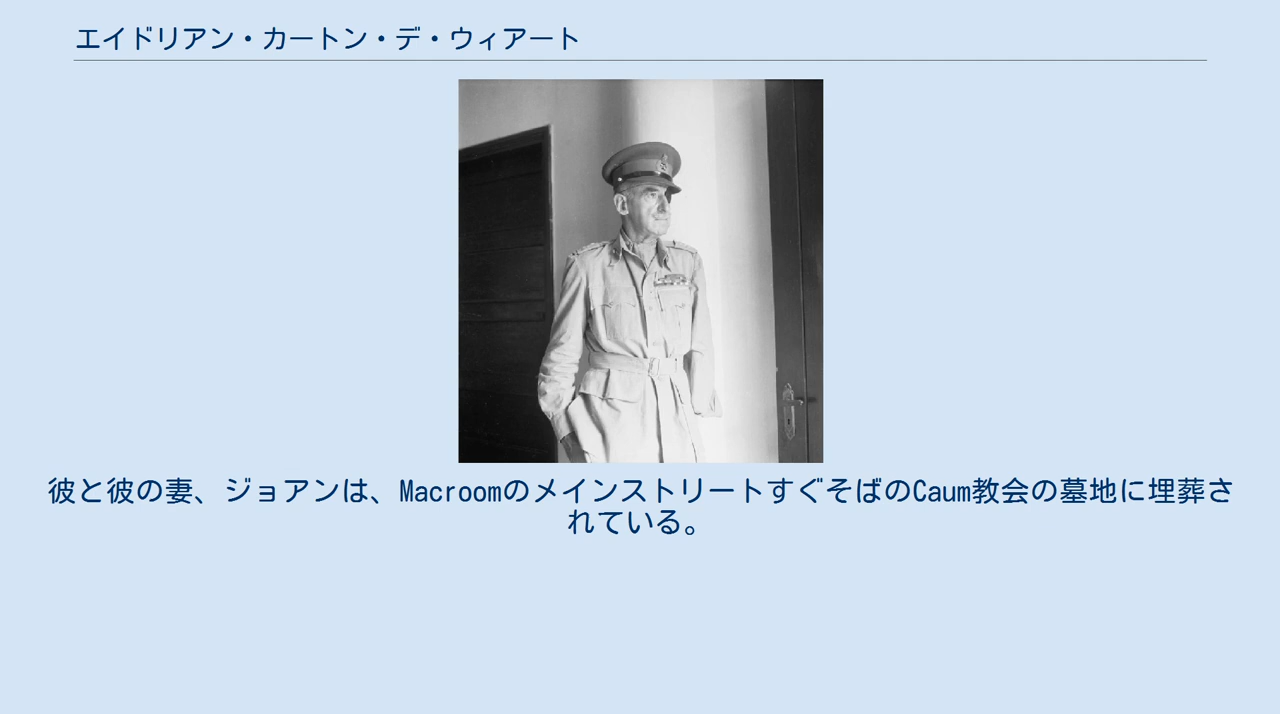 エイドリアン・カートン・デ・ウィアート
彼と彼の妻、ジョアンは、MacroomのメインストリートすぐそばのCaum教会の墓地に埋葬さ
れている。